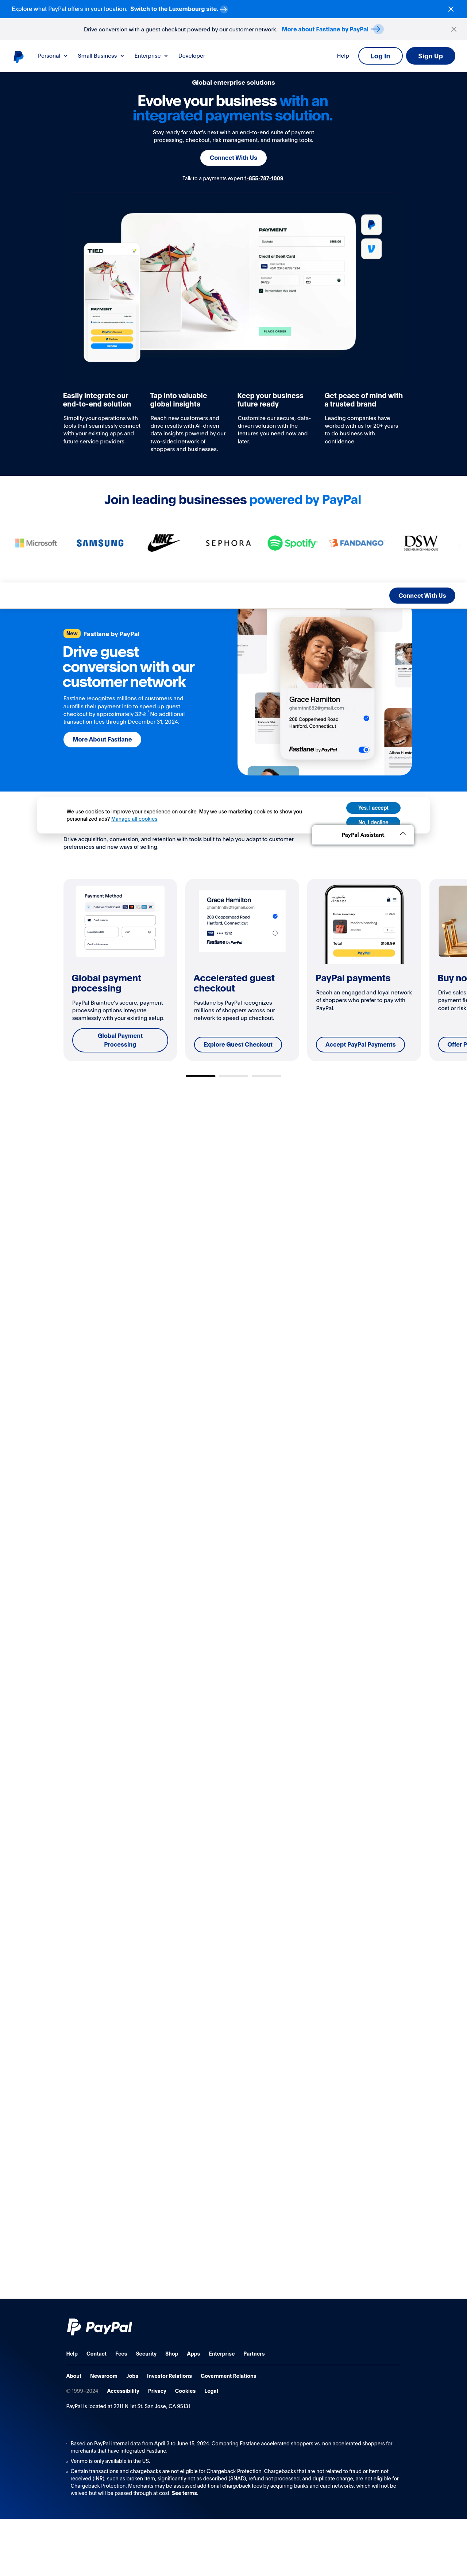 Explore what PayPal offers in your location. Switch to the Luxembourg site.
Drive conversion with a guest checkout powered by our customer network. More about Fastlane by PayPal
Personal Small Business Enterprise Developer Help Log In Sign Up
Global enterprise solutions
Evolve your business with an
integrated payments solution.
Stay ready for what's next with an end-to-end suite of payment
processing, checkout, risk management, and marketing tools.
Connect With Us
Talk to a payments expert 1-855-787-1009.
PAYMENT
Subtotal
Credit or Debit Card
Remember this card
PLACE ORDER
TIED
PAYMENT
Easily integrate our
end-to-end solution
Simplify your operations with
tools that seamlessly connect
with your existing apps and
future service providers.
Tap into valuable
global insights
Reach new customers and
drive results with AI-driven
data points powered by our
two-sided network of
shoppers and businesses.
Keep your business
future ready
Customize our secure, data-
driven solution with the
features you need now and
later.
Get peace of mind with
a trusted brand
Leading companies have
worked with us for 20+ years
to do business with
confidence.
Join leading businesses powered by PayPal
Microsoft SAMSUNG NIKE SEPHORA Spotify FANDANGO DSW
Connect With Us
New Fastlane by PayPal
Drive guest
conversion with our
customer network
Fastlane recognizes millions of customers and
autofills their payment info to speed up guest
checkout by approximately 32%. No additional
transaction fees through December 31, 2024.
More About Fastlane
Grace Hamilton
ghamtns882@gmail.com
208 Copperhead Road
Hartford, Connecticut
Fastlane by PayPal
We use cookies to improve your experience on our site. May we use marketing cookies to show you
personalized ads? Manage all cookies
Yes, I accept
No, I decline
PayPal Assistant
Drive acquisition, conversion, and retention with tools built to help you adapt to customer
preferences and new ways of selling.
Payment Method
Debit or Credit Card
Card number
Global payment
processing
PayPal Braintree's secure, payment
processing options integrate
seamlessly with your existing setup.
Global Payment
Processing
Grace Hamilton
ghamtns882@gmail.com
208 Copperhead Road
Hartford, Connecticut
1212
Fastlane by PayPal
Accelerated guest
checkout
Fastlane by PayPal recognizes
millions of shoppers across our
network to speed up checkout.
Explore Guest Checkout
Order summary
Modern handbag
Total $158.99
PayPal
PayPal payments
Reach an engaged and loyal network
of shoppers who prefer to pay with
PayPal.
Accept PayPal Payments
Buy no
Drive sales
payment fle
cost or risk
Offer P
PayPal
Help Contact Fees Security Shop Apps Enterprise Partners
About Newsroom Jobs Investor Relations Government Relations
© 1999–2024 Accessibility Privacy Cookies Legal
PayPal is located at 2211 N 1st St. San Jose, CA 95131
Based on PayPal internal data from April 3 to June 15, 2024. Comparing Fastlane accelerated shoppers vs. non accelerated shoppers for
merchants that have integrated Fastlane.
Venmo is only available in the US.
Certain transactions and chargebacks are not eligible for Chargeback Protection. Chargebacks that are not related to fraud or item not
received (INR), such as broken item, significantly not as described (SNAD), refund not processed, and duplicate charge, are not eligible for
Chargeback Protection. Merchants may be assessed additional chargeback fees by acquiring banks and card networks, which will not be
waived but will be passed through at cost. See terms.